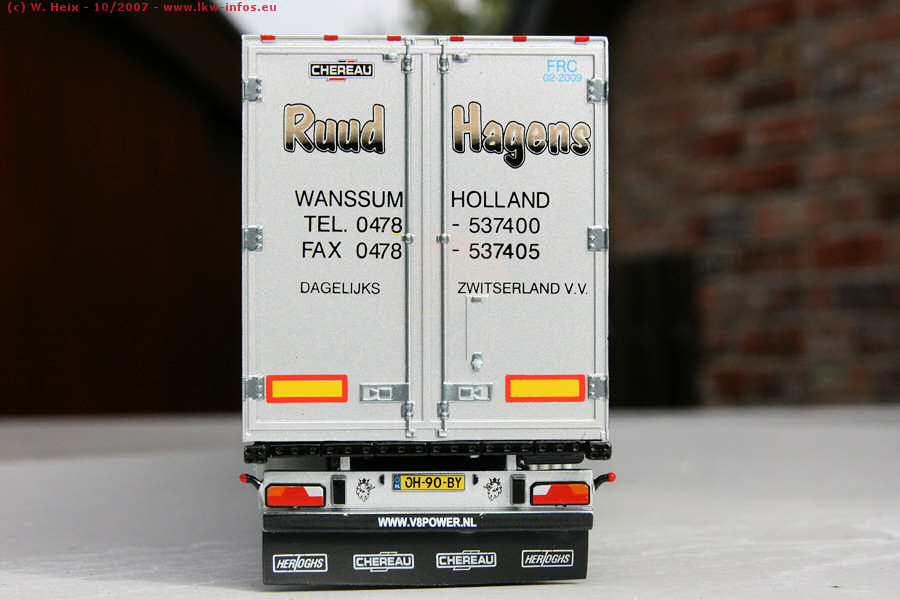 (c) W. Heix - 10/2007 - www.lkw-infos.eu
CHEREAU
FRC
02-2009
Ruud Hagens
WANSSUM HOLLAND
TEL. 0478 - 537400
FAX 0478 - 537405
DAGELIJKS ZWITSERLAND V.V.
NL OH-90-BY
WWW.V8POWER.NL
HERTOGHS CHEREAU CHEREAU HERTOGHS